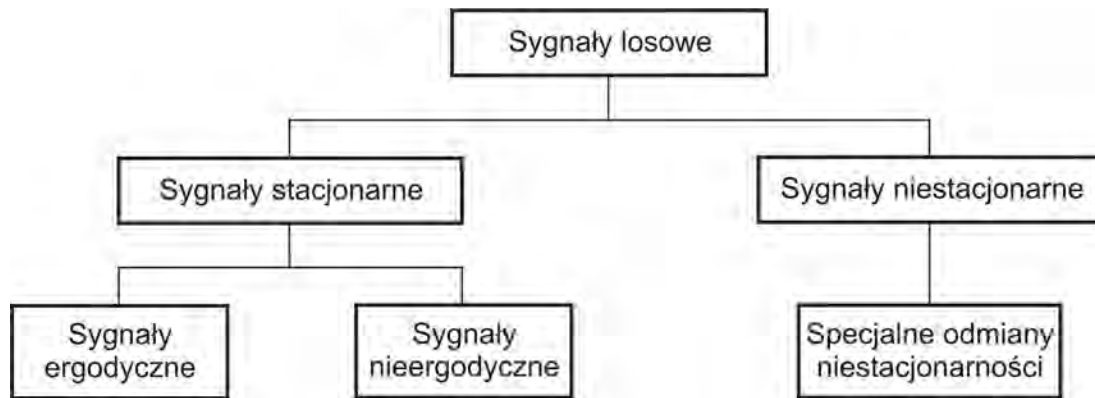 Sygnały losowe
Sygnały stacjonarne
Sygnały niestacjonarne
Sygnały
ergodyczne
Sygnały
nieergodyczne
Specjalne odmiany
niestacjonarności